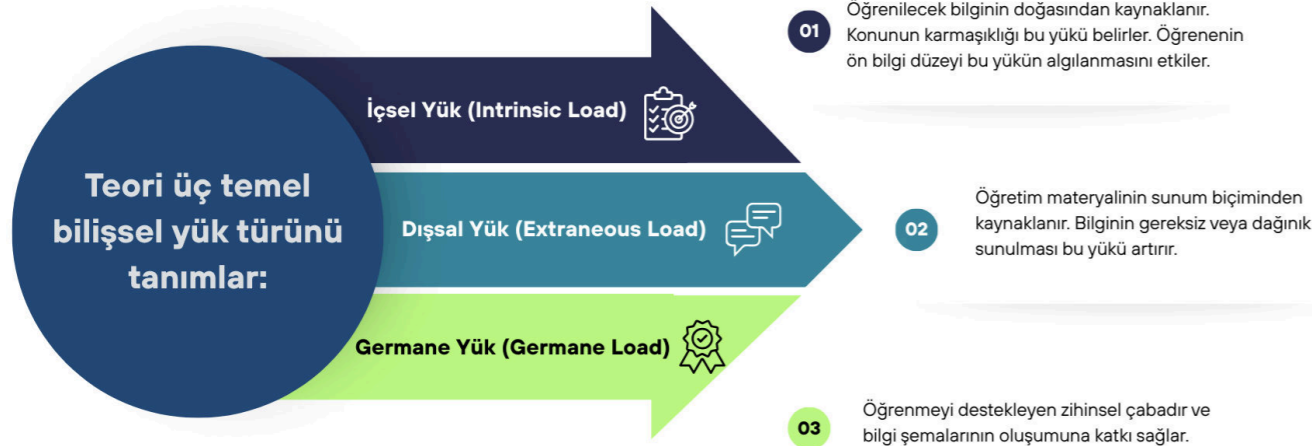 Teori üç temel
bilişsel yük türünü
tanımlar:
İçsel Yük (Intrinsic Load)
01
Öğrenilecek bilginin doğasından kaynaklanır.
Konunun karmaşıklığı bu yükü belirler. Öğrenenin
ön bilgi düzeyi bu yükün algılanmasını etkiler.
Dışsal Yük (Extraneous Load)
02
Öğretim materyalinin sunum biçiminden
kaynaklanır. Bilginin gereksiz veya dağınık
sunulması bu yükü artırır.
Germane Yük (Germane Load)
03
Öğrenmeyi destekleyen zihinsel çabadır ve
bilgi şemalarının oluşumuna katkı sağlar.